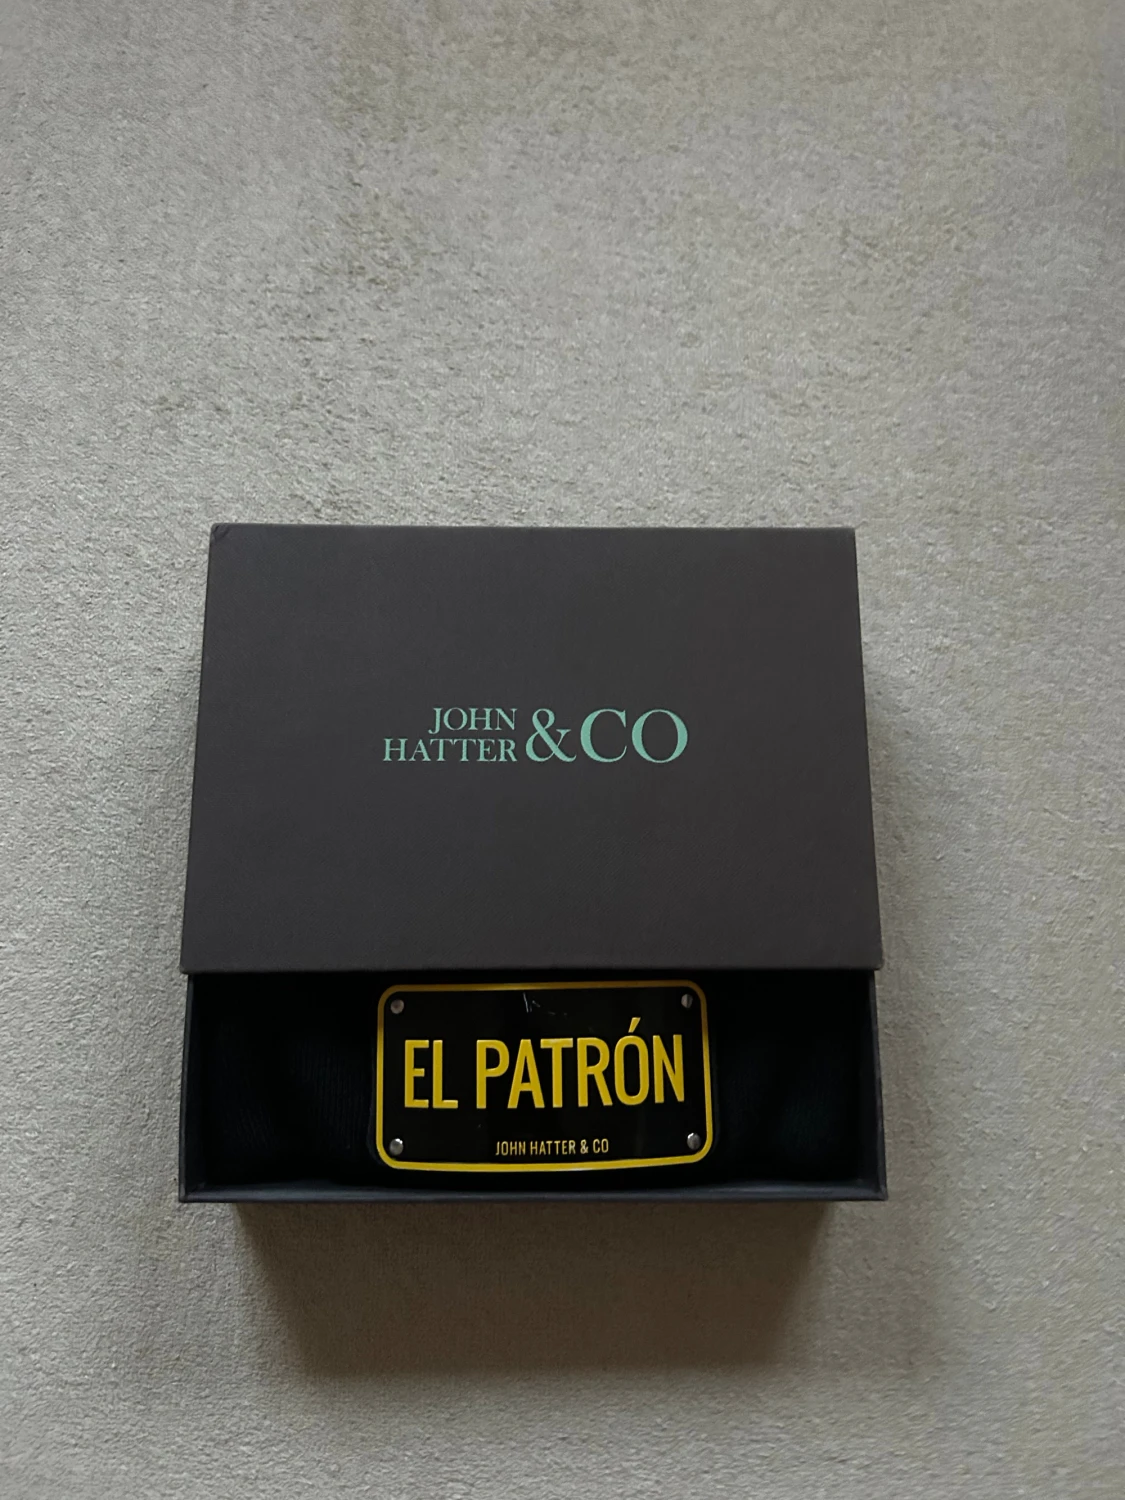 JOHN
HATTER &CO
EL PATRÓN
JOHN HATTER & CO